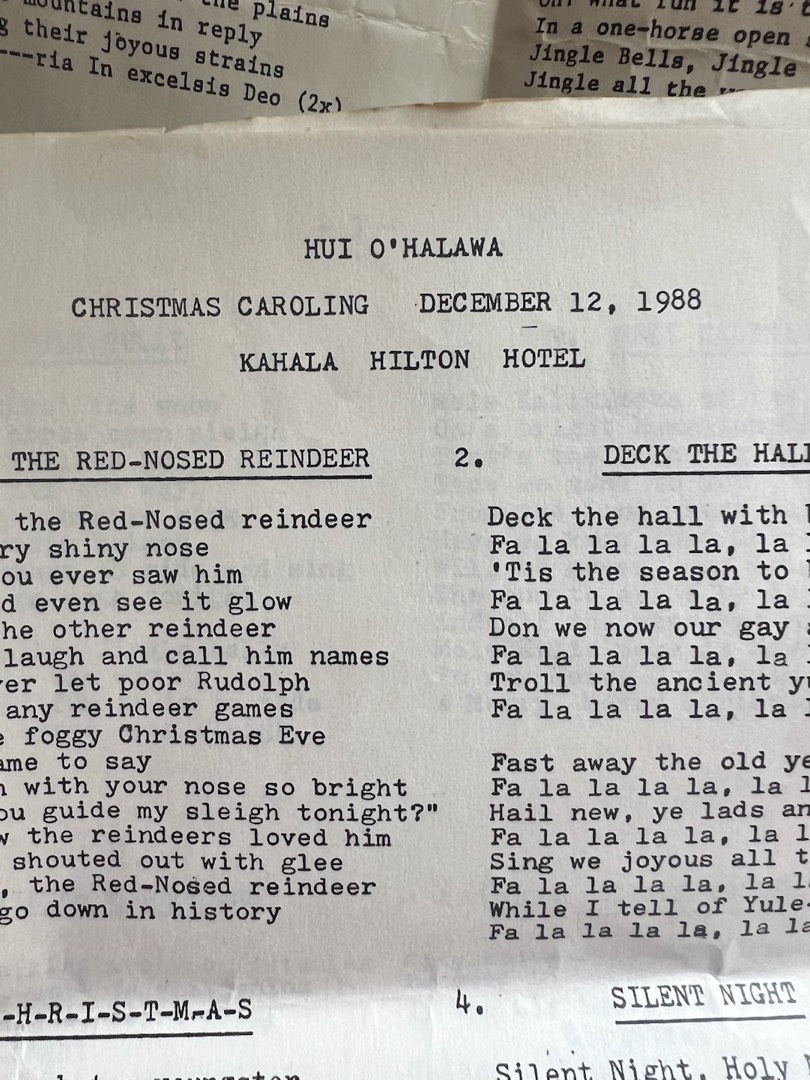 the plains
mountains in reply
their joyous strains
---ria In excelsis Deo (2x)
Oh! what fun it is
In a one-horse open
Jingle Bells, Jingle
Jingle all the
HUI O'HALAWA
CHRISTMAS CAROLING DECEMBER 12, 1988
KAHALA HILTON HOTEL
THE RED-NOSED REINDEER
the Red-Nosed reindeer
ry shiny nose
ou ever saw him
d even see it glow
he other reindeer
laugh and call him names
er let poor Rudolph
any reindeer games
e foggy Christmas Eve
ame to say
with your nose so bright
ou guide my sleigh tonight?"
w the reindeers loved him
shouted out with glee
, the Red-Nosed reindeer
go down in history
2. DECK THE HALL
Deck the hall with
Fa la la la la, la
'Tis the season to
Fa la la la la, la
Don we now our gay
Fa la la la la, la
Troll the ancient yu
Fa la la la la, la
Fast away the old ye
Fa la la la la, la l
Hail new, ye lads an
Fa la la la la, la l
Sing we joyous all t
Fa la la la la, la la
While I tell of Yule-
Fa la la la la, la la
-H-R-I-S-T-M-A-S
4. SILENT NIGHT
Silent Night, Holy